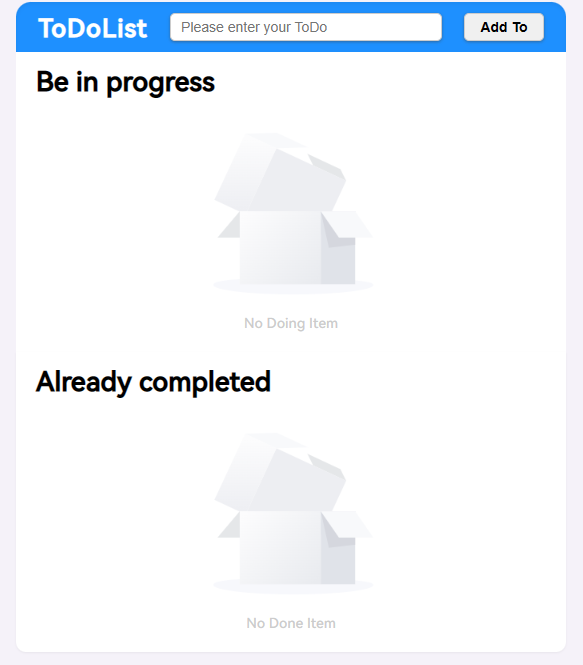 ToDoList Please enter your ToDo Add To
Be in progress
No Doing Item
Already completed
No Done Item